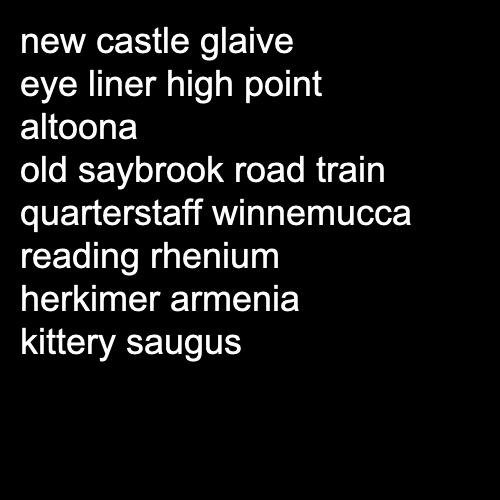 new castle glaive
eye liner high point
altoona
old saybrook road train
quarterstaff winnemucca
reading rhenium
herkimer armenia
kittery saugus